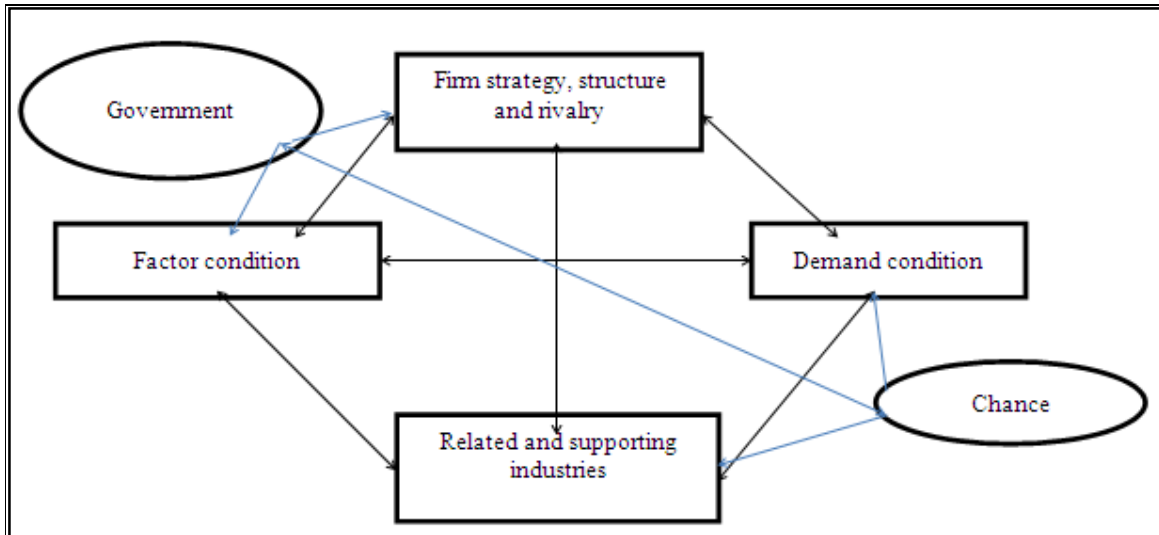 Government
Firm strategy, structure
and rivalry
Factor condition
Demand condition
Chance
Related and supporting
industries